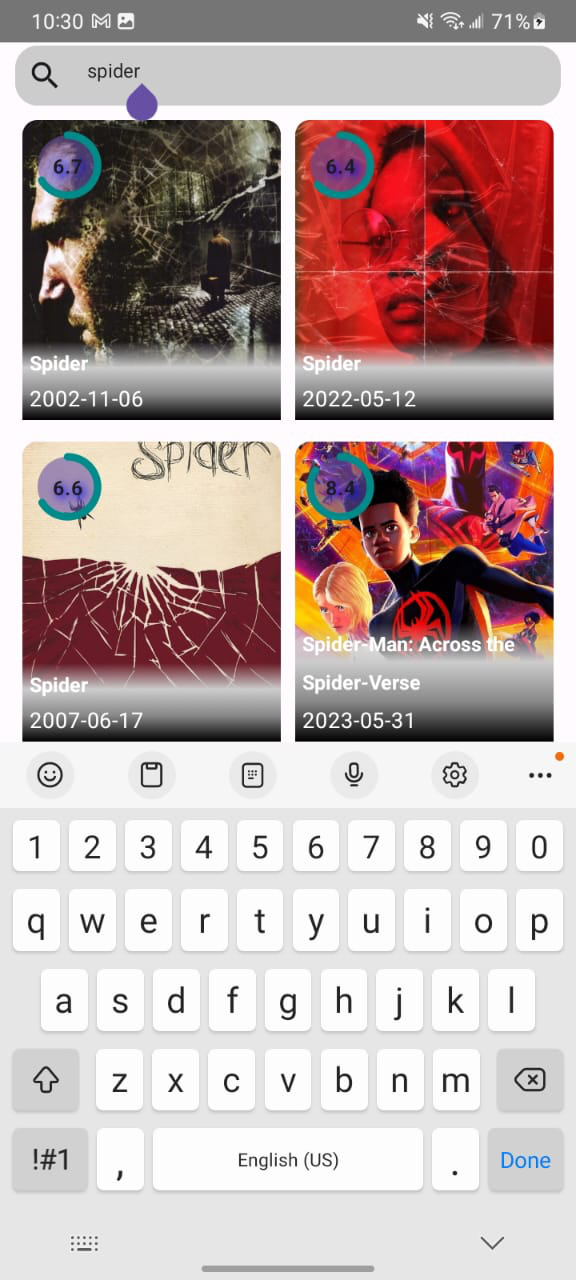 10:30
71%
spider
6.7
6.4
Spider
2002-11-06
Spider
2022-05-12
6.6
Spider
8.4
Spider
2007-06-17
Spider-Man: Across the
Spider-Verse
2023-05-31
1 2 3 4 5 6 7 8 9 0
q w e r t y u i o p
a s d f g h j k l
z x c v b n m
!#1 , English (US) . Done